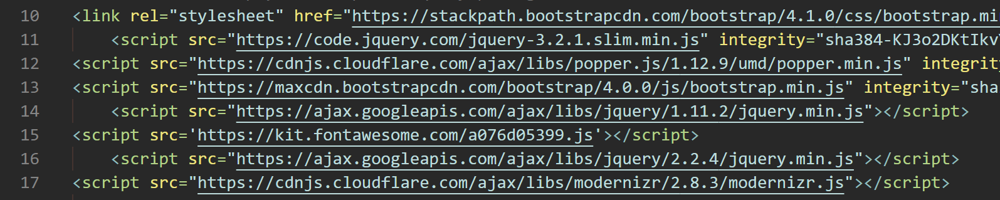 10 <link rel="stylesheet" href="https://stackpath.bootstrapcdn.com/bootstrap/4.1.0/css/bootstrap.mi
11 <script src="https://code.jquery.com/jquery-3.2.1.slim.min.js" integrity="sha384-KJ3o2DKtIkv
12 <script src="https://cdnjs.cloudflare.com/ajax/libs/popper.js/1.12.9/umd/popper.min.js" integrity
13 <script src="https://maxcdn.bootstrapcdn.com/bootstrap/4.0.0/js/bootstrap.min.js" integrity="sha
14 <script src="https://ajax.googleapis.com/ajax/libs/jquery/1.11.2/jquery.min.js"></script>
15 <script src='https://kit.fontawesome.com/a076d05399.js'></script>
16 <script src="https://ajax.googleapis.com/ajax/libs/jquery/2.2.4/jquery.min.js"></script>
17 <script src="https://cdnjs.cloudflare.com/ajax/libs/modernizr/2.8.3/modernizr.js"></script>